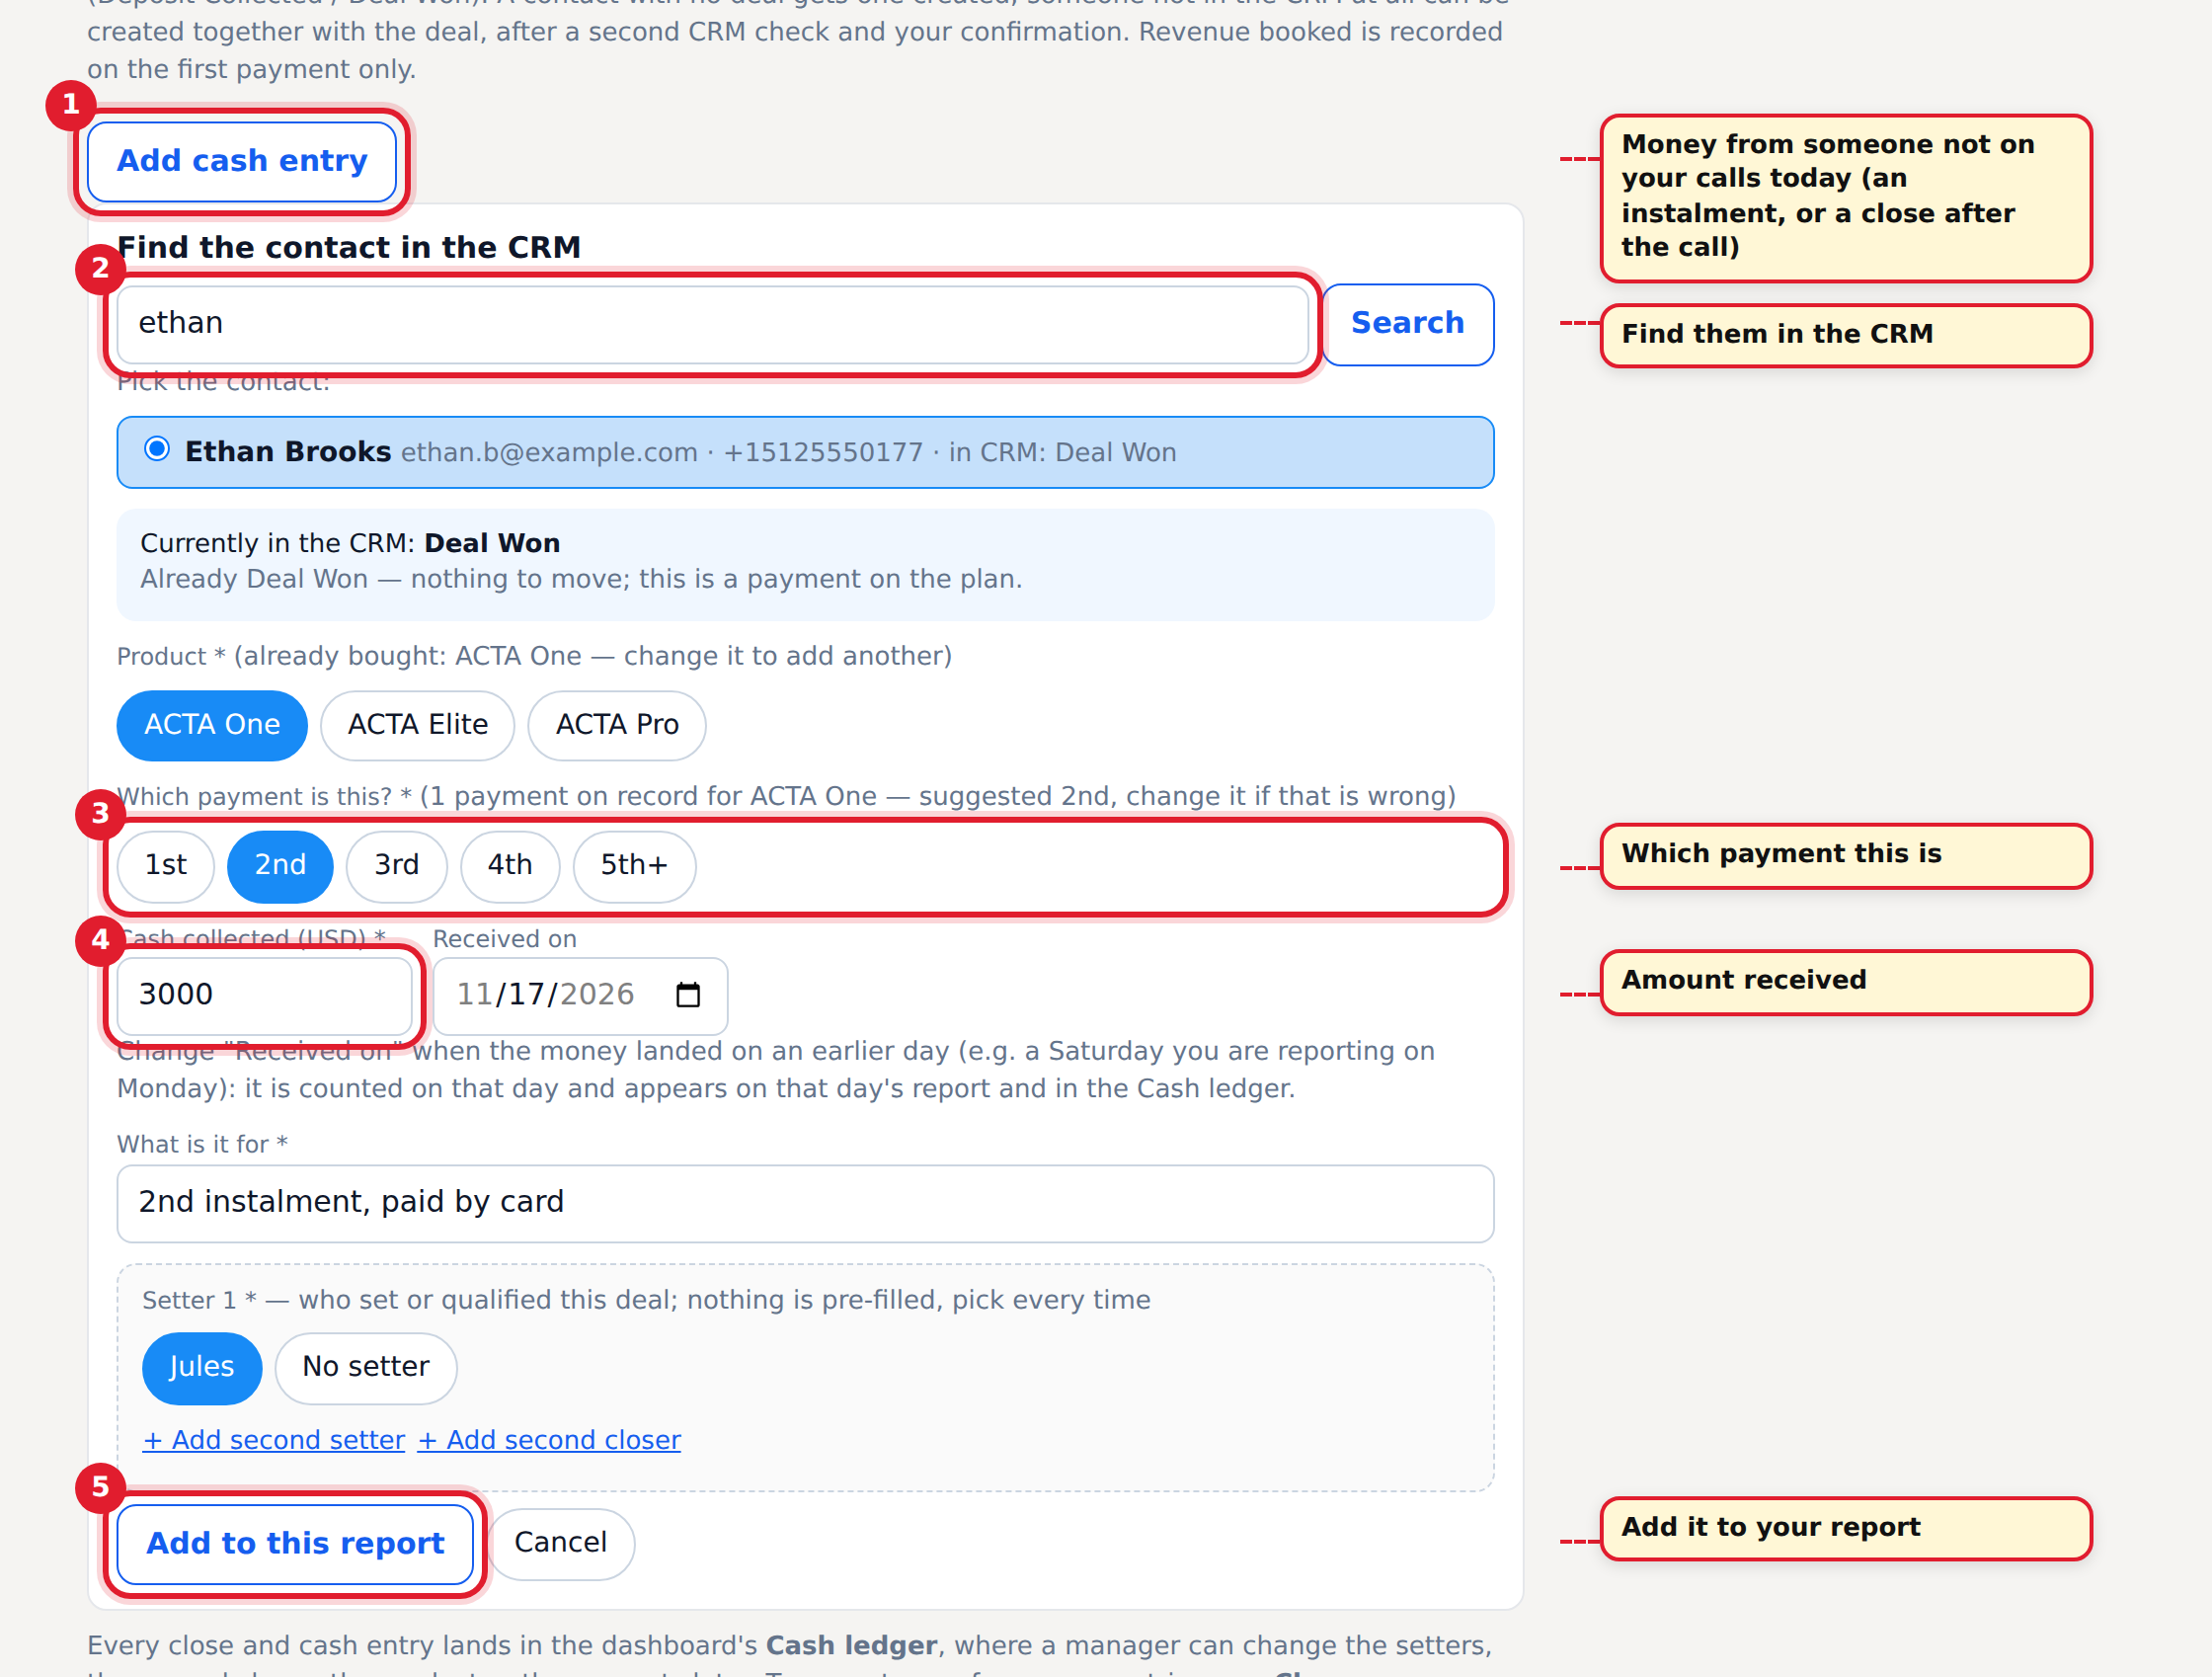 created together with the deal, after a second CRM check and your confirmation. Revenue booked is recorded
on the first payment only.
1
Add cash entry
Money from someone not on
your calls today (an
instalment, or a close after
the call)
Find the contact in the CRM
2
ethan
Search
Find them in the CRM
Pick the contact:
Ethan Brooks ethan.b@example.com · +15125550177 · in CRM: Deal Won
Currently in the CRM: Deal Won
Already Deal Won — nothing to move; this is a payment on the plan.
Product * (already bought: ACTA One — change it to add another)
ACTA One ACTA Elite ACTA Pro
Which payment is this? * (1 payment on record for ACTA One — suggested 2nd, change it if that is wrong)
3
1st 2nd 3rd 4th 5th+
Which payment this is
4
Cash collected (USD) * Received on
3000 11/17/2026
Amount received
Change "Received on" when the money landed on an earlier day (e.g. a Saturday you are reporting on
Monday): it is counted on that day and appears on that day's report and in the Cash ledger.
What is it for *
2nd instalment, paid by card
Setter 1 * — who set or qualified this deal; nothing is pre-filled, pick every time
Jules No setter
+ Add second setter + Add second closer
5
Add to this report Cancel
Add it to your report
Every close and cash entry lands in the dashboard's Cash ledger, where a manager can change the setters,